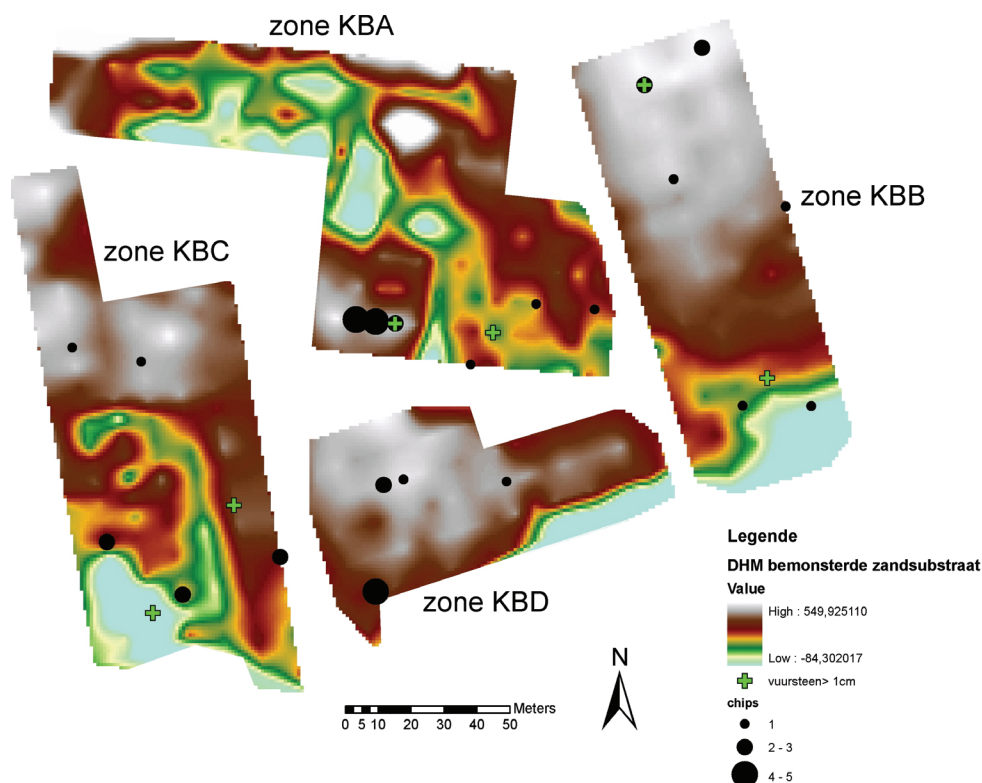 zone KBA
zone KBB
zone KBC
zone KBD
N
Meters
0 5 10 20 30 40 50
Legende
DHM bemonsterde zandsubstraat
Value
High : 549,925110
Low : -84,302017
vuursteen> 1cm
chips
1
2 - 3
4 - 5